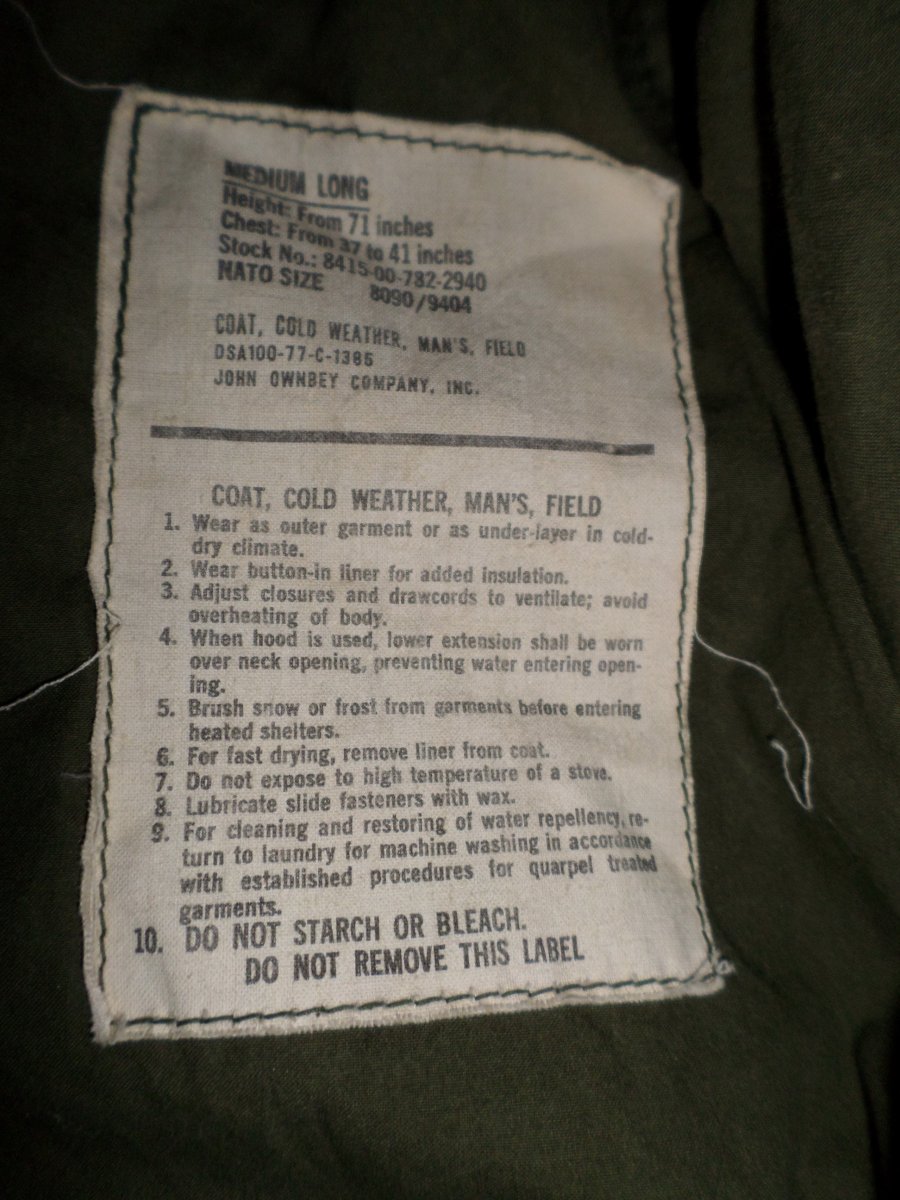 MEDIUM LONG
Height: From 71 inches
Chest: From 37 to 41 inches
Stock No.: 8415-00-782-2940
NATO SIZE 8090/9404
COAT, COLD WEATHER, MAN'S, FIELD
DSA100-77-C-1386
JOHN OWNBEY COMPANY, INC.
COAT, COLD WEATHER, MAN'S, FIELD
1. Wear as outer garment or as under-layer in cold-
dry climate.
2. Wear button-in liner for added insulation.
3. Adjust closures and drawcords to ventilate; avoid
overheating of body.
4. When hood is used, lower extension shall be worn
over neck opening, preventing water entering open-
ing.
5. Brush snow or frost from garments before entering
heated shelters.
6. For fast drying, remove liner from coat.
7. Do not expose to high temperature of a stove.
8. Lubricate slide fasteners with wax.
9. For cleaning and restoring of water repellency, re-
turn to laundry for machine washing in accordance
with established procedures for quarpel treated
garments.
10. DO NOT STARCH OR BLEACH.
DO NOT REMOVE THIS LABEL